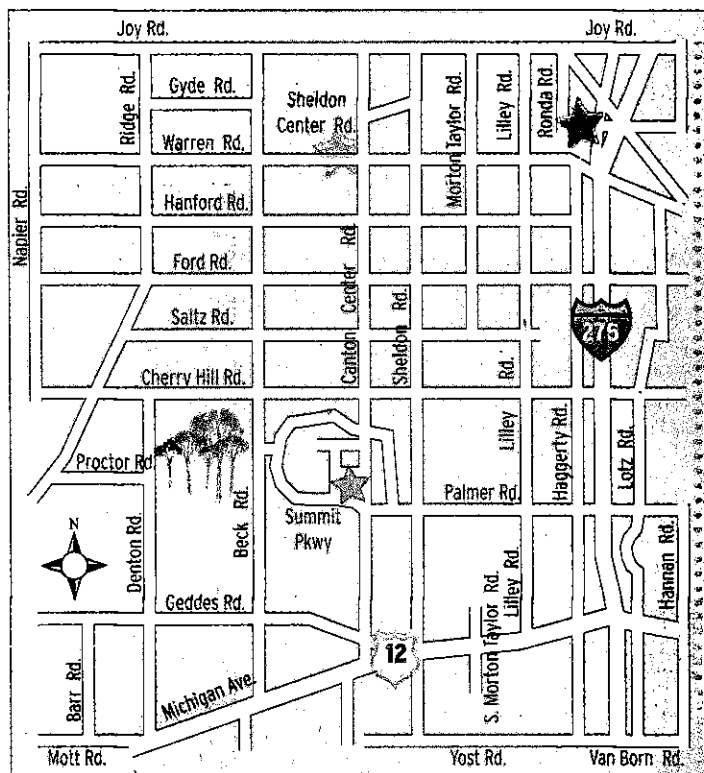 Joy Rd.
Joy Rd.
Ridge Rd.
Gyde Rd.
Sheldon
Center Rd.
Morton Taylor Rd.
Lilley Rd.
Ronda Rd.
Warren Rd.
Napier Rd.
Hanford Rd.
Ford Rd.
Canton Center Rd.
Saltz Rd.
Sheldon Rd.
275
Cherry Hill Rd.
Lilley Rd.
Haggerty Rd.
Lotz Rd.
Proctor Rd.
Beck Rd.
Palmer Rd.
Summit
Pkwy
N
Denton Rd.
Hannan Rd.
Geddes Rd.
Lilley Rd.
S. Morton Taylor Rd.
12
Barr Rd.
Michigan Ave.
Mott Rd.
Yost Rd.
Van Born Rd.